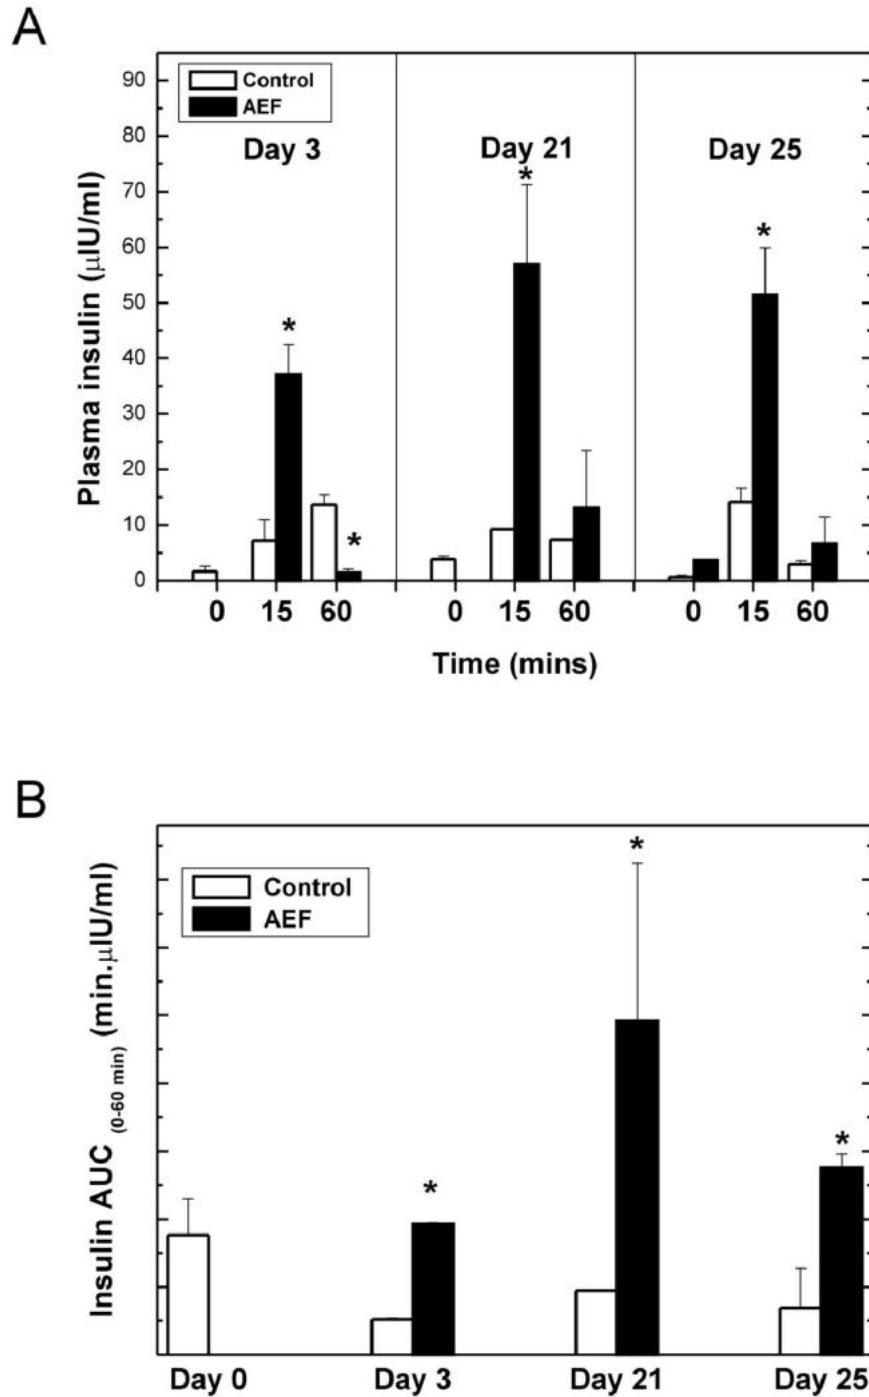 A
Control
AEF
Day 3
Day 21
Day 25
90
80
70
60
50
40
30
20
10
0
*
*
*
*
Plasma insulin (μIU/ml)
0 15 60 0 15 60 0 15 60
Time (mins)
B
Control
AEF
*
*
*
Insulin AUC (0-60 min) (min.μIU/ml)
Day 0 Day 3 Day 21 Day 25